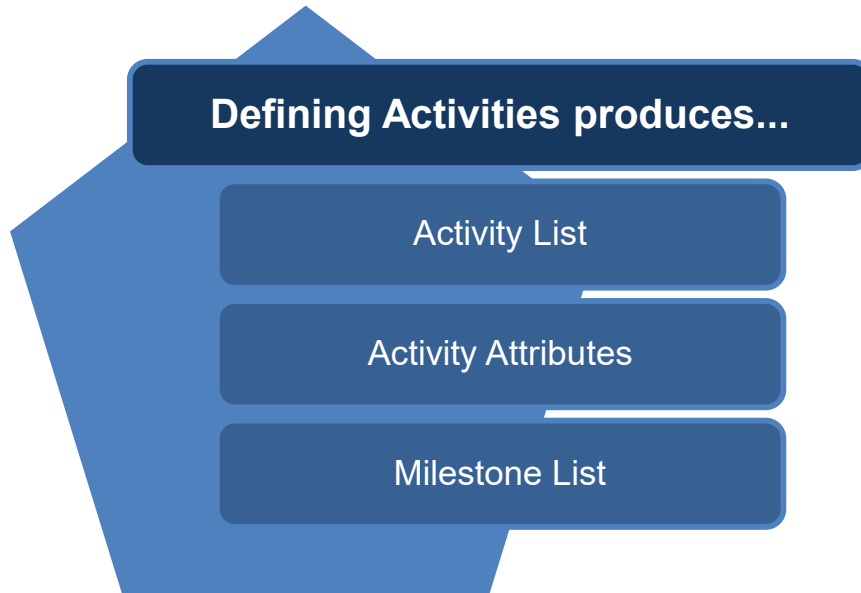 Defining Activities produces...
Activity List
Activity Attributes
Milestone List